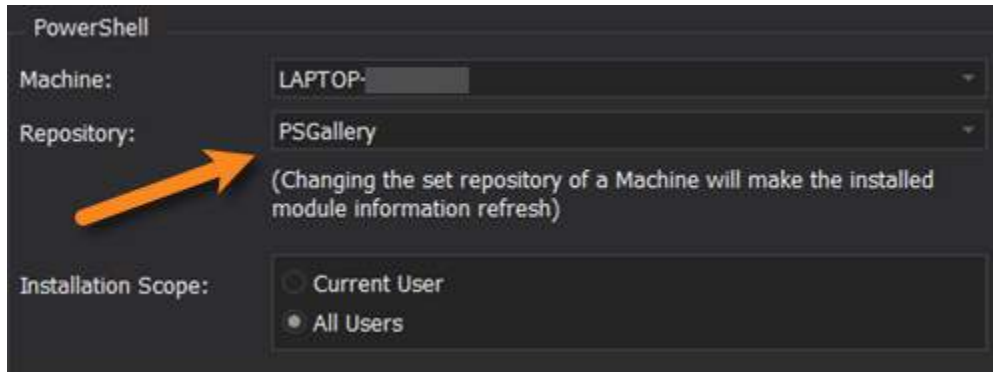 PowerShell
Machine: LAPTOP-
Repository: PSGallery
(Changing the set repository of a Machine will make the installed
module information refresh)
Installation Scope: Current User
All Users